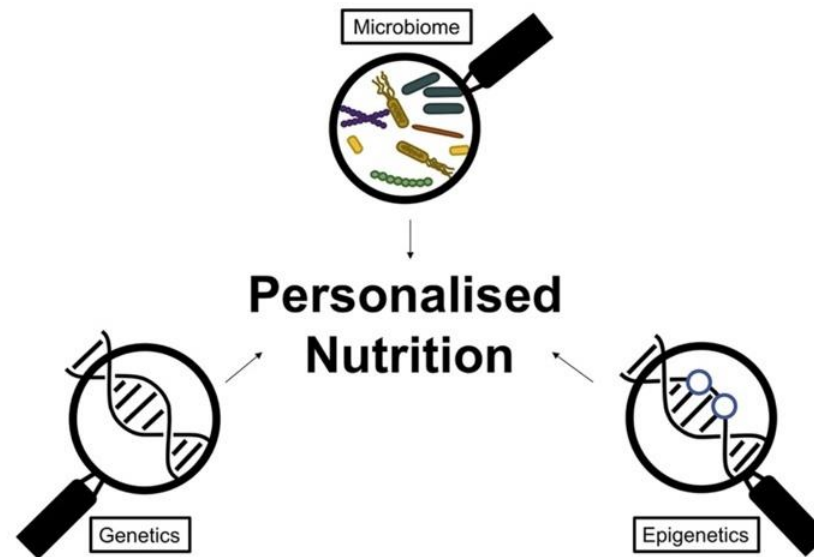 Microbiome
Personalised
Nutrition
Genetics
Epigenetics